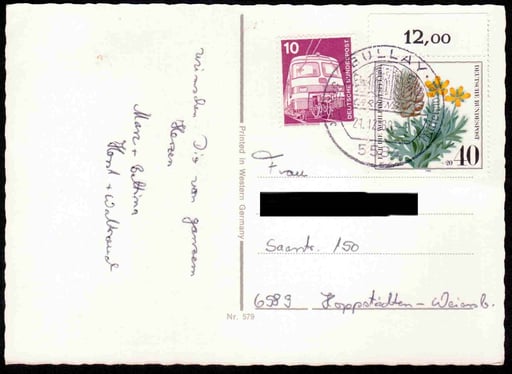 wünschen Dir von ganzem
Herzen
Marc + Bettina
Horst + Waltraud
Printed in Western Germany
Nr. 579
10
DEUTSCHE BUNDESPOST
12,00
DEUTSCHE BUNDESPOST
40
BULLAY
Frau
Saarstr. 150
6589 Hoppstädten-Weiersb.